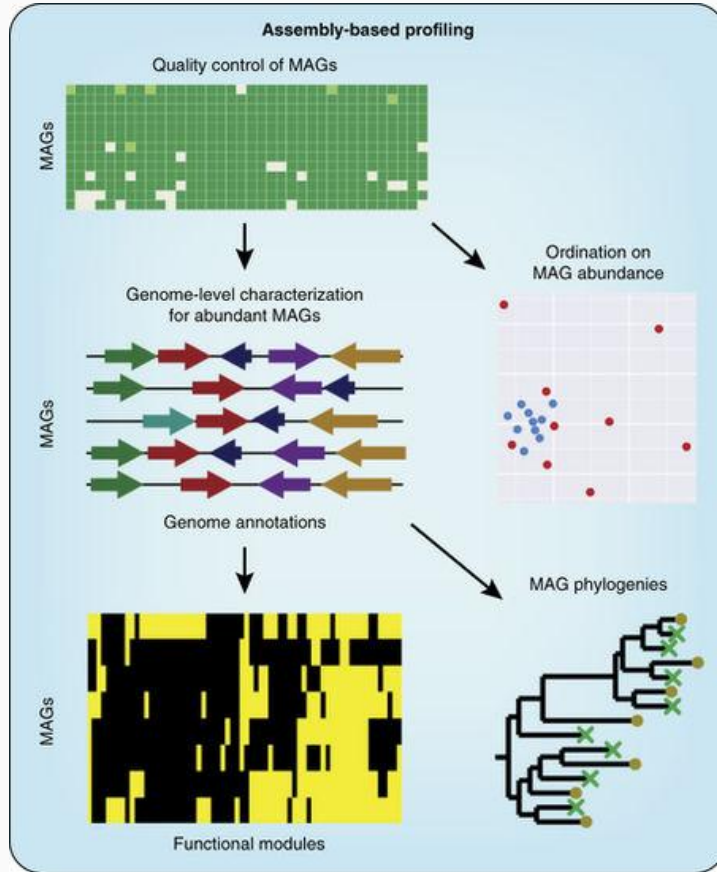 Assembly-based profiling
Quality control of MAGs
MAGs
Ordination on
MAG abundance
Genome-level characterization
for abundant MAGs
MAGs
Genome annotations
MAG phylogenies
MAGs
Functional modules